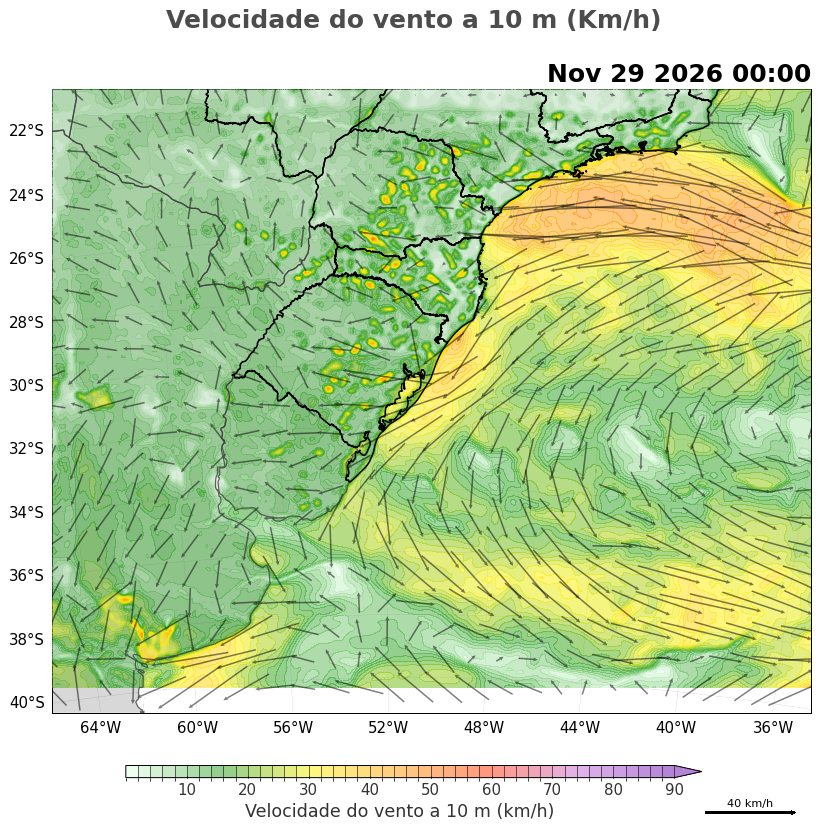 Velocidade do vento a 10 m (Km/h)
Nov 29 2026 00:00
22°S
24°S
26°S
28°S
30°S
32°S
34°S
36°S
38°S
40°S
64°W 60°W 56°W 52°W 48°W 44°W 40°W 36°W
10 20 30 40 50 60 70 80 90
Velocidade do vento a 10 m (km/h)
40 km/h